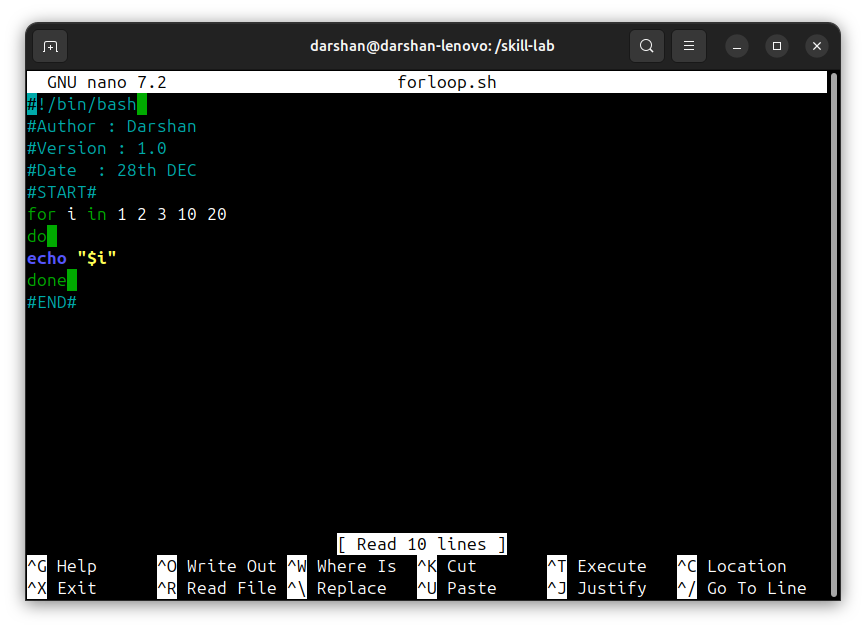 darshan@darshan-lenovo: /skill-lab
GNU nano 7.2 forloop.sh
#!/bin/bash
#Author : Darshan
#Version : 1.0
#Date  : 28th DEC
#START#
for i in 1 2 3 10 20
do
echo "$i"
done
#END#
[ Read 10 lines ]
^G Help ^O Write Out ^W Where Is ^K Cut ^T Execute ^C Location
^X Exit ^R Read File ^\ Replace ^U Paste ^J Justify ^/ Go To Line